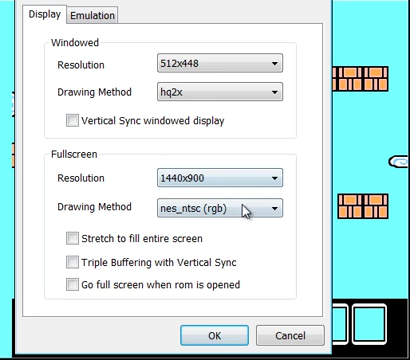 Display Emulation
Windowed
Resolution 512x448
Drawing Method hq2x
Vertical Sync windowed display
Fullscreen
Resolution 1440x900
Drawing Method nes_ntsc (rgb)
Stretch to fill entire screen
Triple Buffering with Vertical Sync
Go full screen when rom is opened
OK Cancel